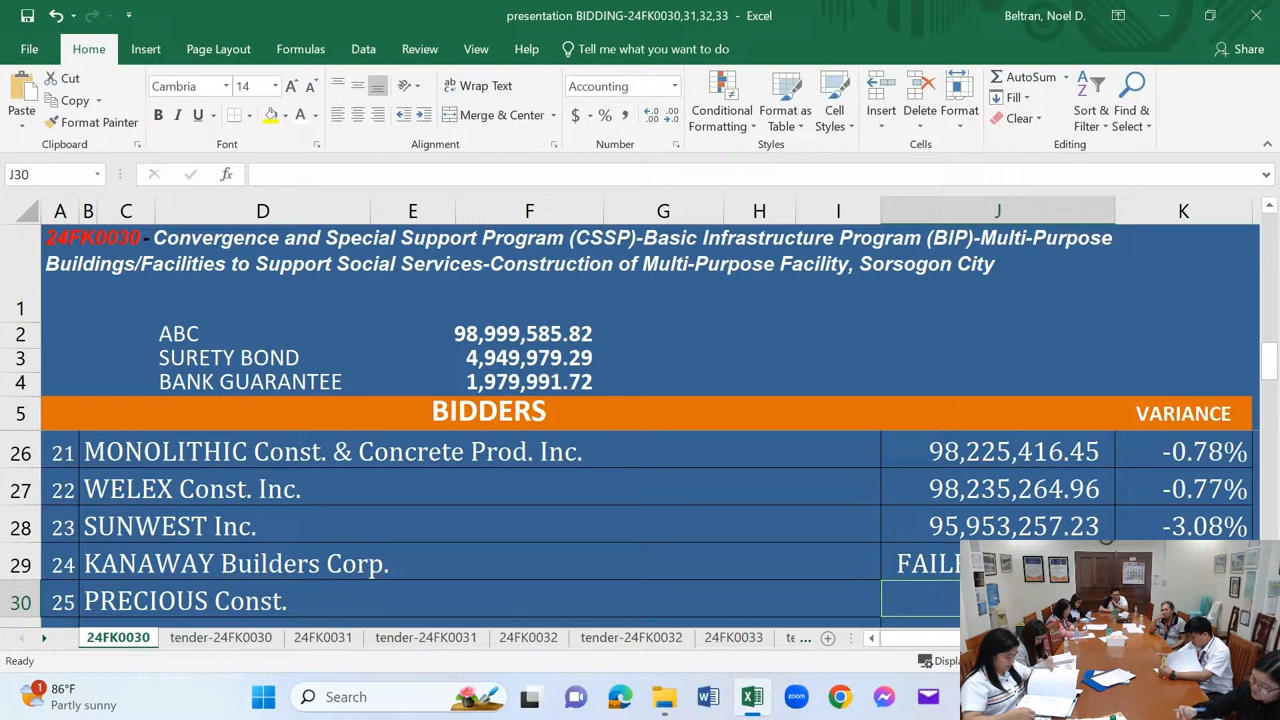 presentation BIDDING-24FK0030,31,32,33 - Excel
Beltran, Noel D.
File Home Insert Page Layout Formulas Data Review View Help Tell me what you want to do Share
Paste Cut Copy Format Painter Clipboard
Cambria 14 A A B I U A Font
Wrap Text Merge & Center Alignment
Accounting $ % , Number
Conditional Formatting Format as Table Cell Styles Styles
Insert Delete Format Cells
AutoSum Fill Clear Sort & Filter Find & Select Editing
J30 fx
A B C D E F G H I J K
24FK0030 - Convergence and Special Support Program (CSSP)-Basic Infrastructure Program (BIP)-Multi-Purpose
Buildings/Facilities to Support Social Services-Construction of Multi-Purpose Facility, Sorsogon City
1
2 ABC 98,999,585.82
3 SURETY BOND 4,949,979.29
4 BANK GUARANTEE 1,979,991.72
5 BIDDERS VARIANCE
26 21 MONOLITHIC Const. & Concrete Prod. Inc. 98,225,416.45 -0.78%
27 22 WELEX Const. Inc. 98,235,264.96 -0.77%
28 23 SUNWEST Inc. 95,953,257.23 -3.08%
29 24 KANAWAY Builders Corp. FAILE
30 25 PRECIOUS Const.
24FK0030 tender-24FK0030 24FK0031 tender-24FK0031 24FK0032 tender-24FK0032 24FK0033 te ...
Ready Displa
1 86°F
Partly sunny
Search
zoom